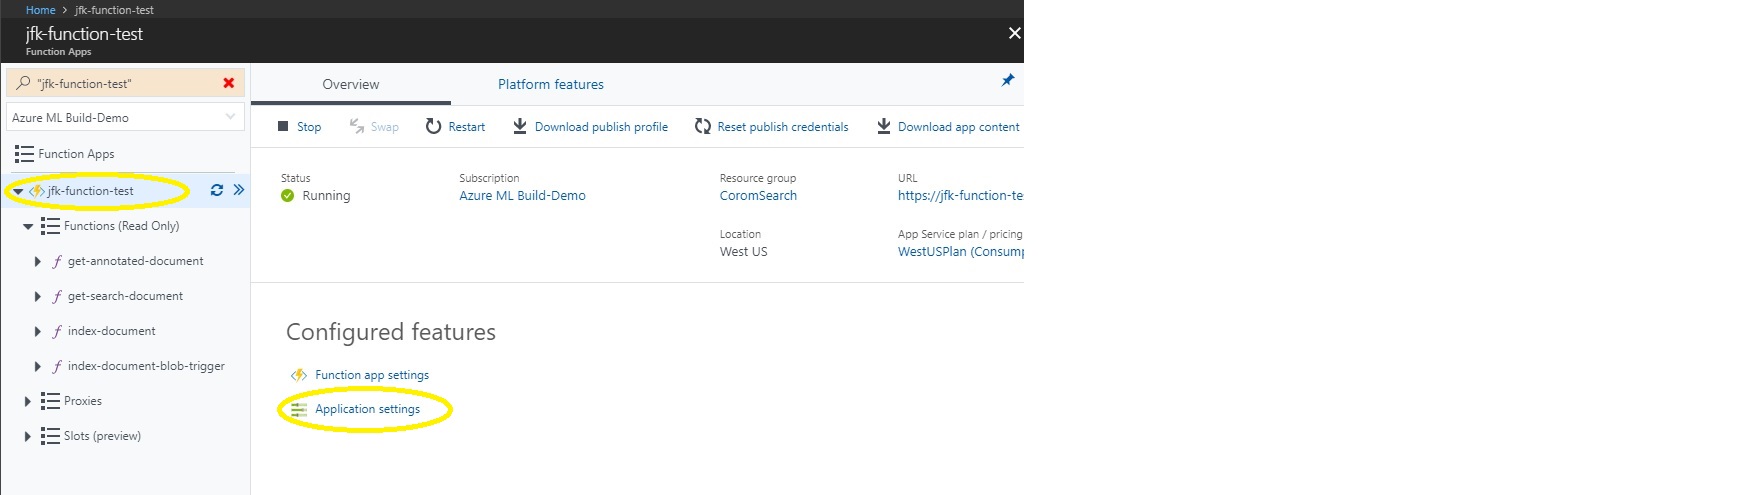 Home > jfk-function-test
jfk-function-test
Function Apps
"jfk-function-test"
Azure ML Build-Demo
Function Apps
jfk-function-test
Functions (Read Only)
get-annotated-document
get-search-document
index-document
index-document-blob-trigger
Proxies
Slots (preview)
Overview Platform features
Stop Swap Restart Download publish profile Reset publish credentials Download app content
Status Subscription Resource group URL
Running Azure ML Build-Demo CoromSearch https://jfk-function-te
Location App Service plan / pricing
West US WestUSPlan (Consump
Configured features
Function app settings
Application settings